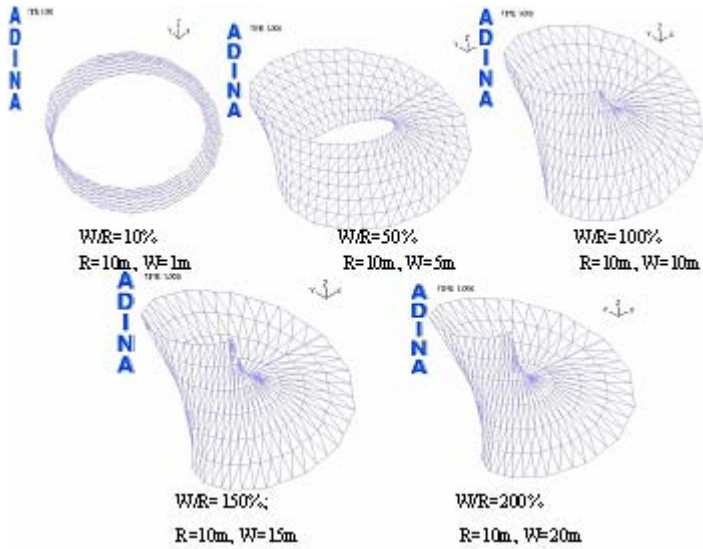 ADINA
ADINA
ADINA
W/R=10%
R=10m, W=1m
W/R=50%
R=10m, W=5m
W/R=100%
R=10m, W=10m
ADINA
ADINA
W/R=150%;
R=10m, W=15m
W/R=200%
R=10m, W=20m